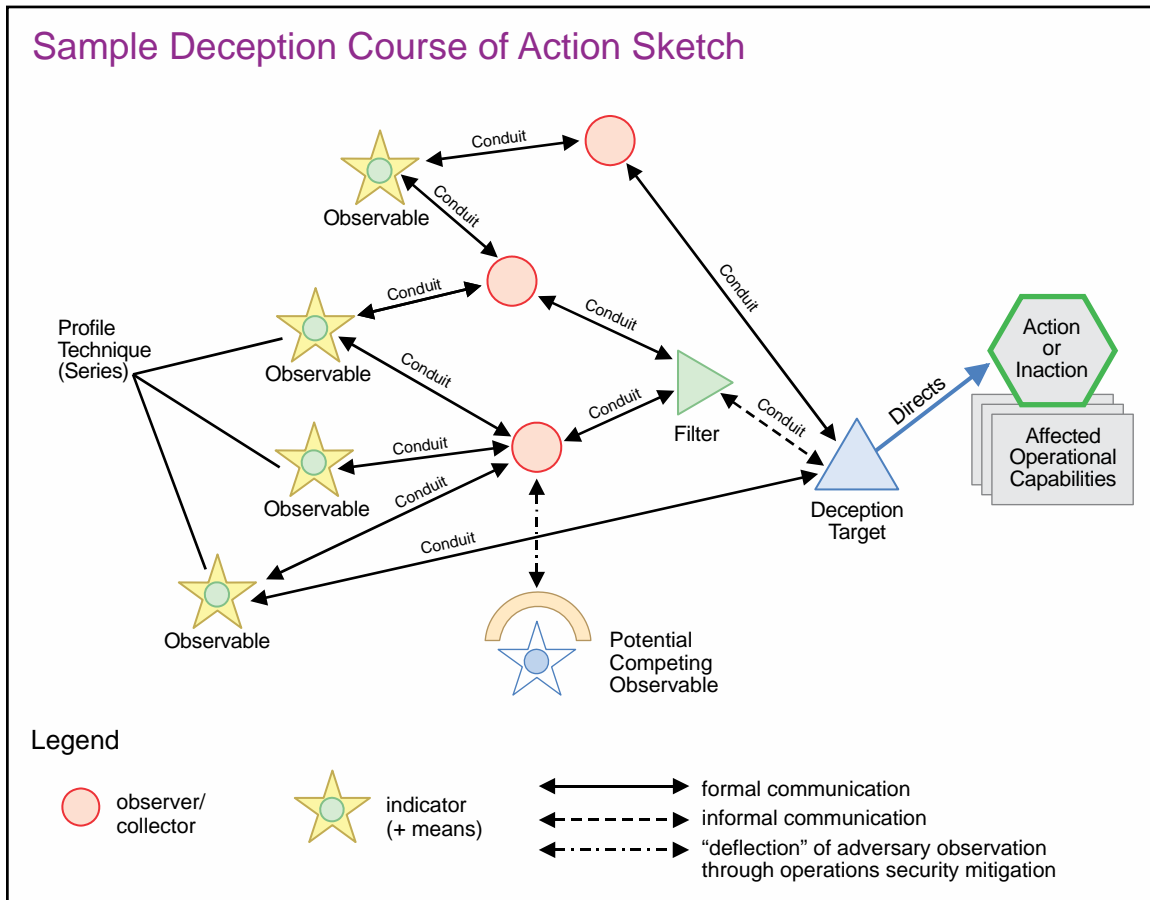 Sample Deception Course of Action Sketch
Conduit
Observable
Conduit
Conduit
Conduit
Conduit
Profile
Technique
(Series)
Observable
Conduit
Conduit
Filter
Conduit
Directs
Action
or
Inaction
Affected
Operational
Capabilities
Conduit
Observable
Conduit
Conduit
Deception
Target
Observable
Potential
Competing
Observable
Legend
observer/
collector
indicator
(+ means)
formal communication
informal communication
“deflection” of adversary observation
through operations security mitigation